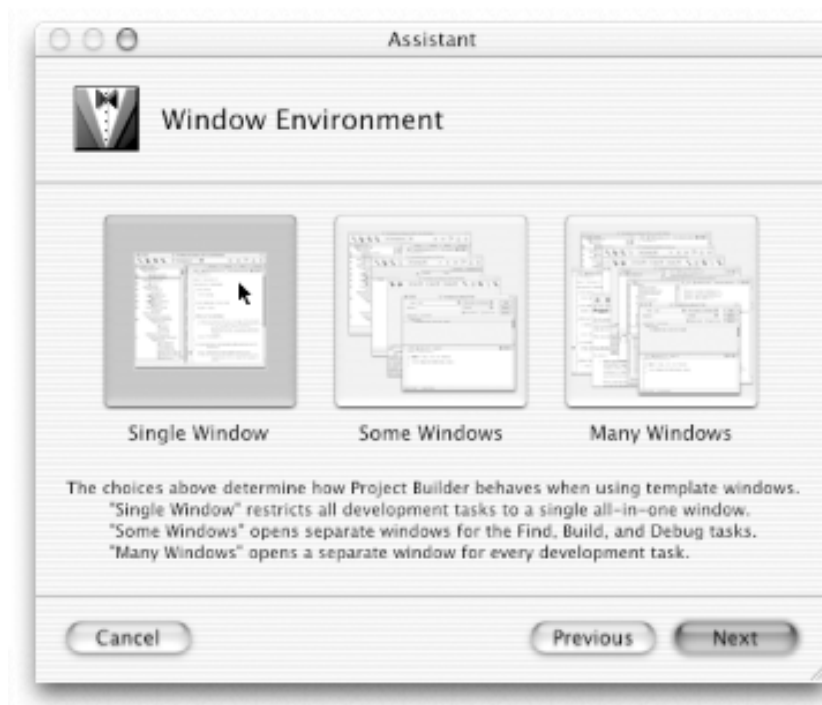 Assistant
Window Environment
Single Window
Some Windows
Many Windows
The choices above determine how Project Builder behaves when using template windows.
"Single Window" restricts all development tasks to a single all-in-one window.
"Some Windows" opens separate windows for the Find, Build, and Debug tasks.
"Many Windows" opens a separate window for every development task.
Cancel
Previous
Next